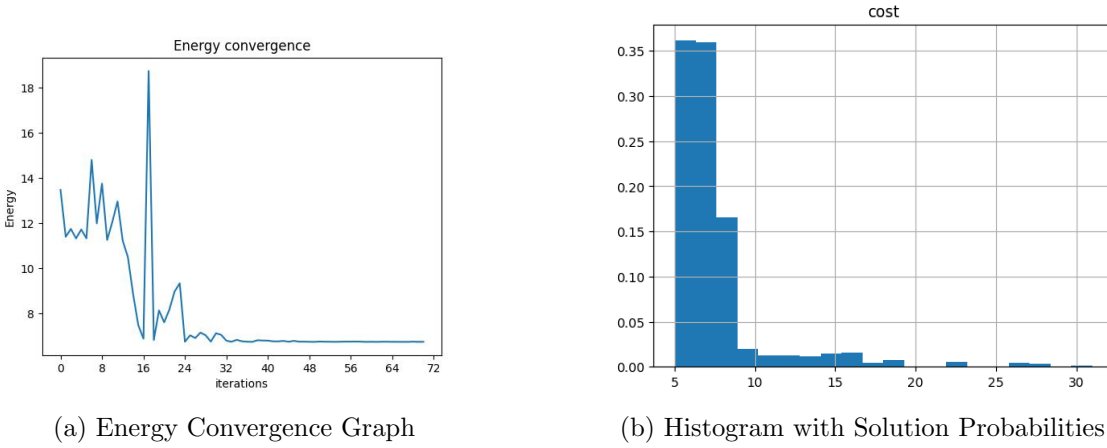 Energy convergence
Energy
18
16
14
12
10
8
0 8 16 24 32 40 48 56 64 72
iterations
(a) Energy Convergence Graph
cost
0.35
0.30
0.25
0.20
0.15
0.10
0.05
0.00
5 10 15 20 25 30
(b) Histogram with Solution Probabilities